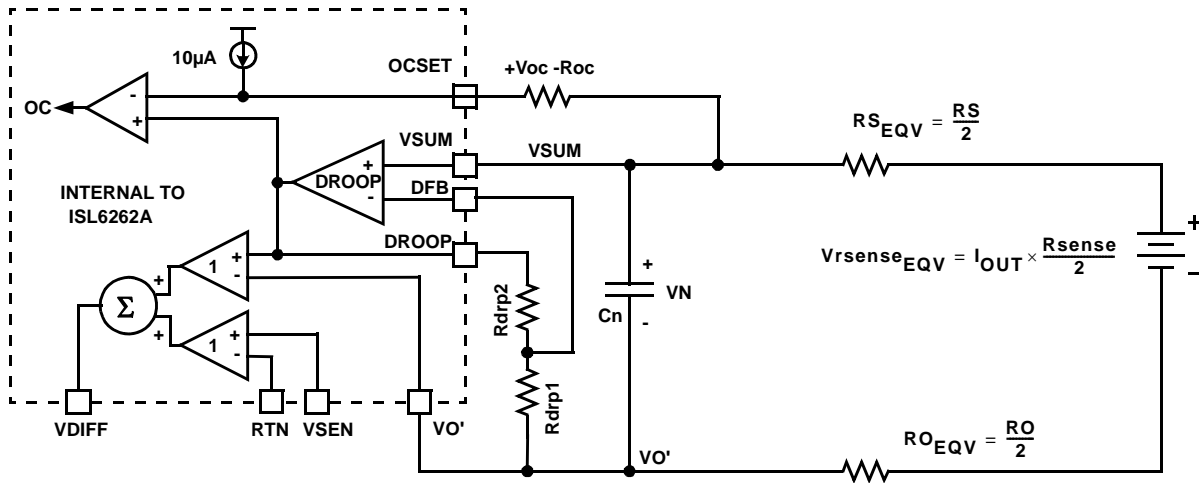 10µA
OCSET
+Voc -Roc
OC
-
+
VSUM
VSUM
RS_EQV = RS/2
INTERNAL TO
ISL6262A
DROOP
+
-
DFB
DROOP
1
+
-
+
Σ
+
1
+
-
Rdrp2
Rdrp1
+
VN
-
Cn
Vrsense_EQV = I_OUT × Rsense/2
+
-
VDIFF
RTN
VSEN
VO'
VO'
RO_EQV = RO/2